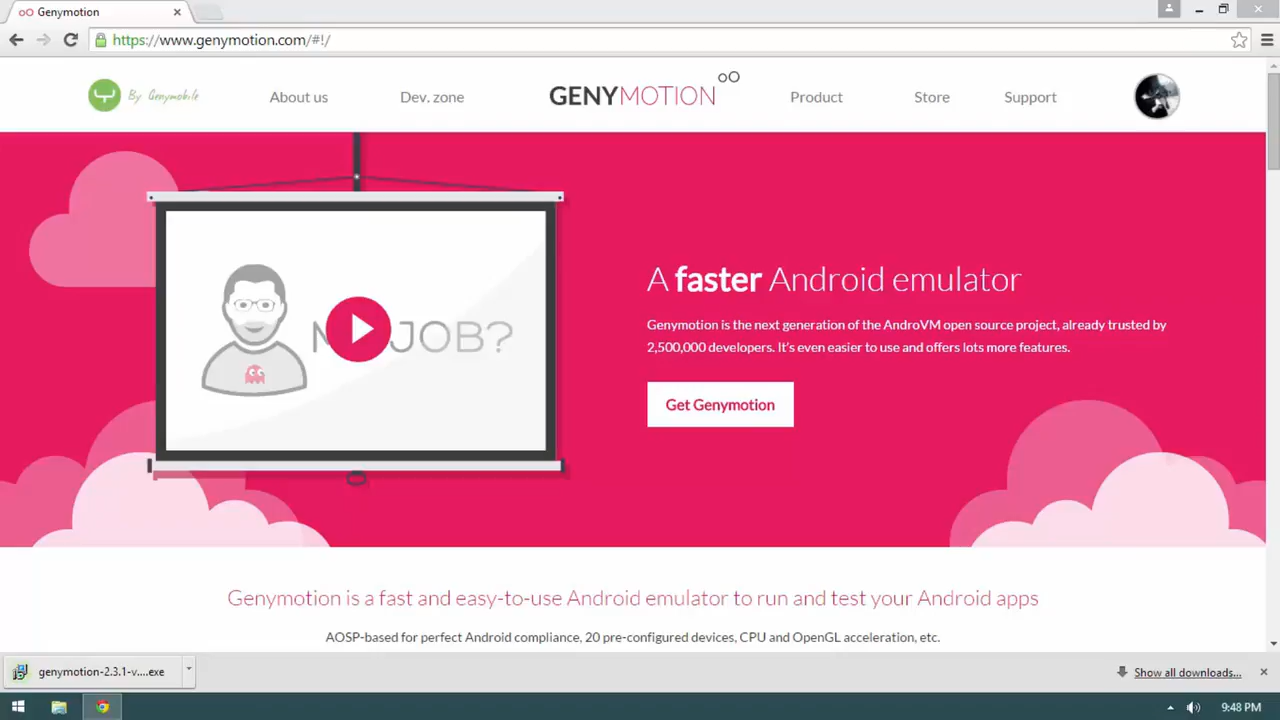 Genymotion
https://www.genymotion.com/#!/
By Genymobile
About us
Dev. zone
GENYMOTION
Product
Store
Support
M JOB?
A faster Android emulator
Genymotion is the next generation of the AndroVM open source project, already trusted by
2,500,000 developers. It's even easier to use and offers lots more features.
Get Genymotion
Genymotion is a fast and easy-to-use Android emulator to run and test your Android apps
AOSP-based for perfect Android compliance, 20 pre-configured devices, CPU and OpenGL acceleration, etc.
genymotion-2.3.1-v....exe
Show all downloads...
9:48 PM